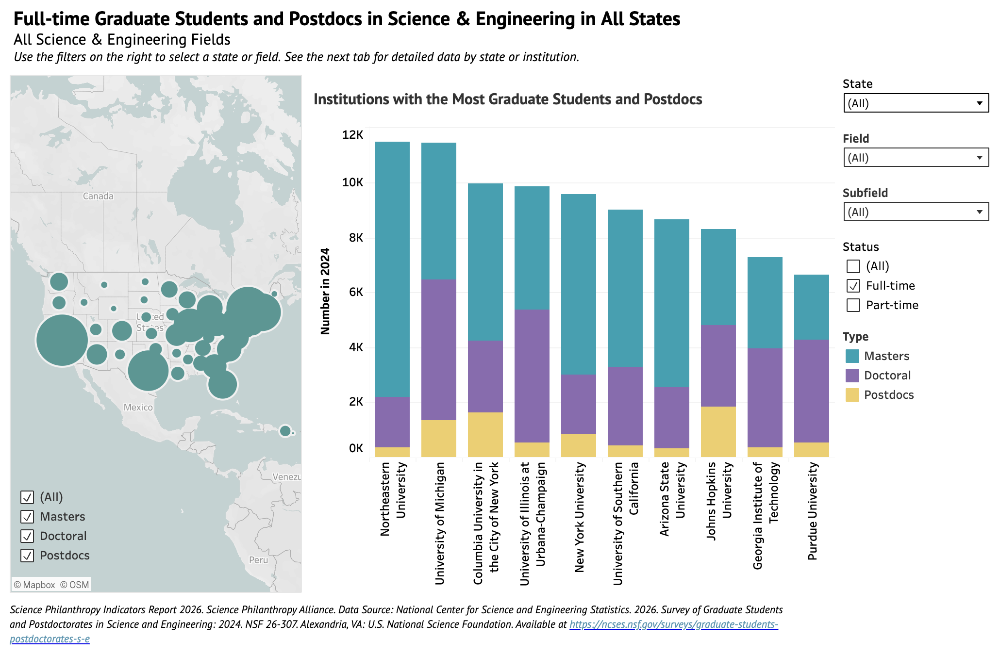 Full-time Graduate Students and Postdocs in Science & Engineering in All States
All Science & Engineering Fields
Use the filters on the right to select a state or field. See the next tab for detailed data by state or institution.
Canada
United
States
Mexico
Venezu
Peru
(All)
Masters
Doctoral
Postdocs
© Mapbox © OSM
Institutions with the Most Graduate Students and Postdocs
Number in 2024
12K
10K
8K
6K
4K
2K
0K
Northeastern
University
University of Michigan
Columbia University in
the City of New York
University of Illinois at
Urbana-Champaign
New York University
University of Southern
California
Arizona State
University
Johns Hopkins
University
Georgia Institute of
Technology
Purdue University
State
(All)
Field
(All)
Subfield
(All)
Status
(All)
Full-time
Part-time
Type
Masters
Doctoral
Postdocs
Science Philanthropy Indicators Report 2026. Science Philanthropy Alliance. Data Source: National Center for Science and Engineering Statistics. 2026. Survey of Graduate Students
and Postdoctorates in Science and Engineering: 2024. NSF 26-307. Alexandria, VA: U.S. National Science Foundation. Available at https://ncses.nsf.gov/surveys/graduate-students-
postdoctorates-s-e